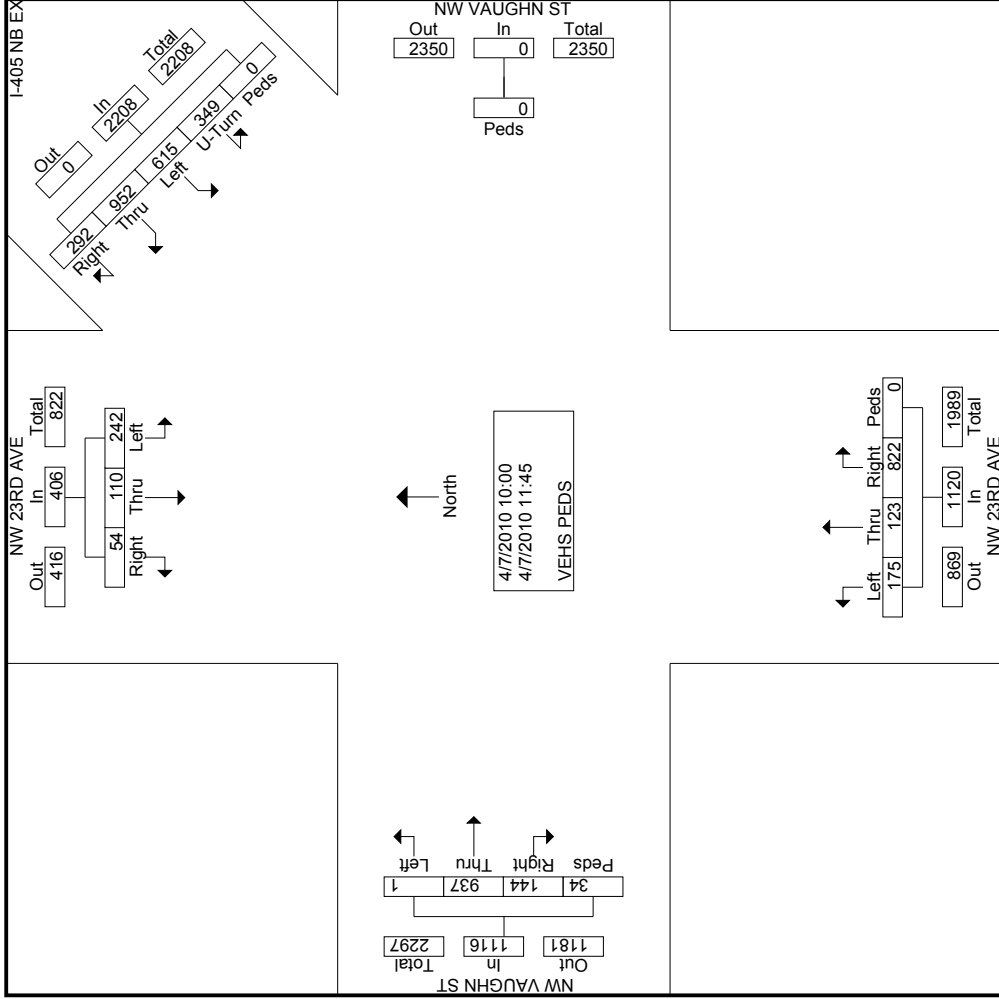 I-405 NB EX
Out In Total
0 2208 2208
292 952 615 349 0
Right Thru Left U-Turn Peds
NW VAUGHN ST
Out In Total
2350 0 2350
0
Peds
NW 23RD AVE
Out In Total
416 406 822
54 110 242
Right Thru Left
North
4/7/2010 10:00
4/7/2010 11:45
VEHS PEDS
Left Thru Right Peds
175 123 822 0
869 1120 1989
Out In Total
NW 23RD AVE
Left Thru Right Peds
1 937 144 34
2297 1116 1181
Total In Out
NW VAUGHN ST